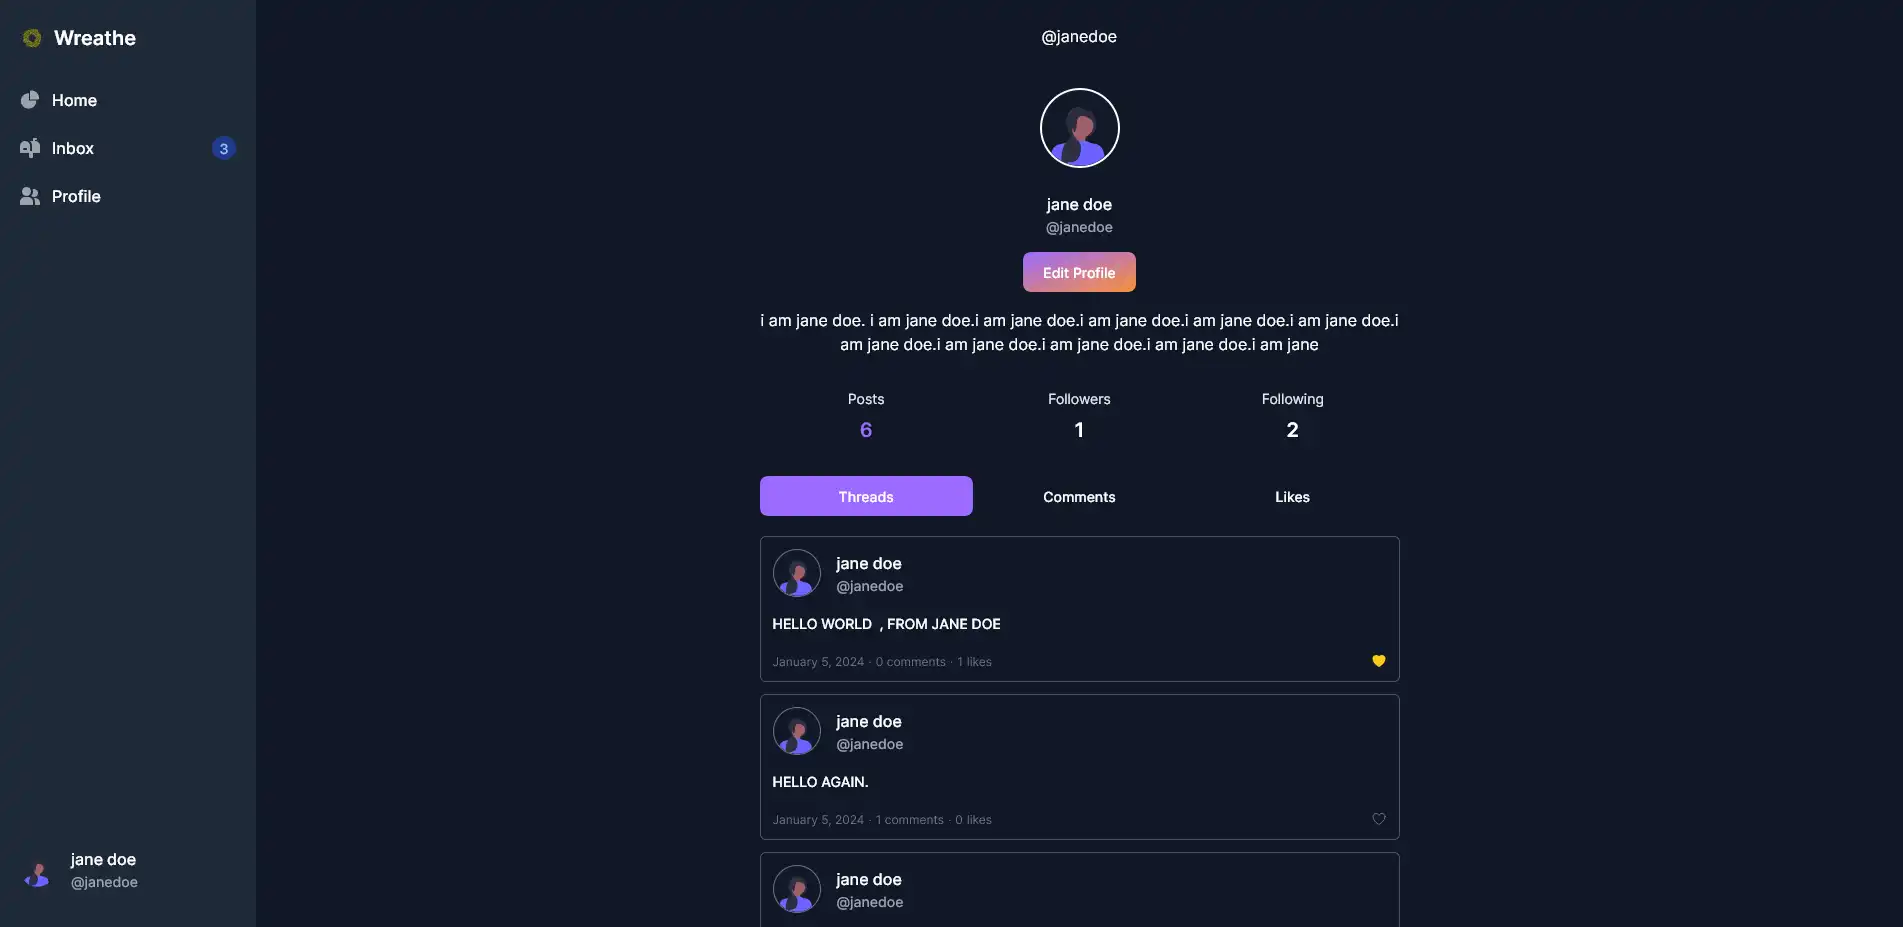 Wreathe
Home
Inbox 3
Profile
jane doe
@janedoe
@janedoe
jane doe
@janedoe
Edit Profile
i am jane doe. i am jane doe.i am jane doe.i am jane doe.i am jane doe.i am jane doe.i
am jane doe.i am jane doe.i am jane doe.i am jane doe.i am jane
Posts Followers Following
6 1 2
Threads Comments Likes
jane doe
@janedoe
HELLO WORLD  , FROM JANE DOE
January 5, 2024 · 0 comments · 1 likes
jane doe
@janedoe
HELLO AGAIN.
January 5, 2024 · 1 comments · 0 likes
jane doe
@janedoe